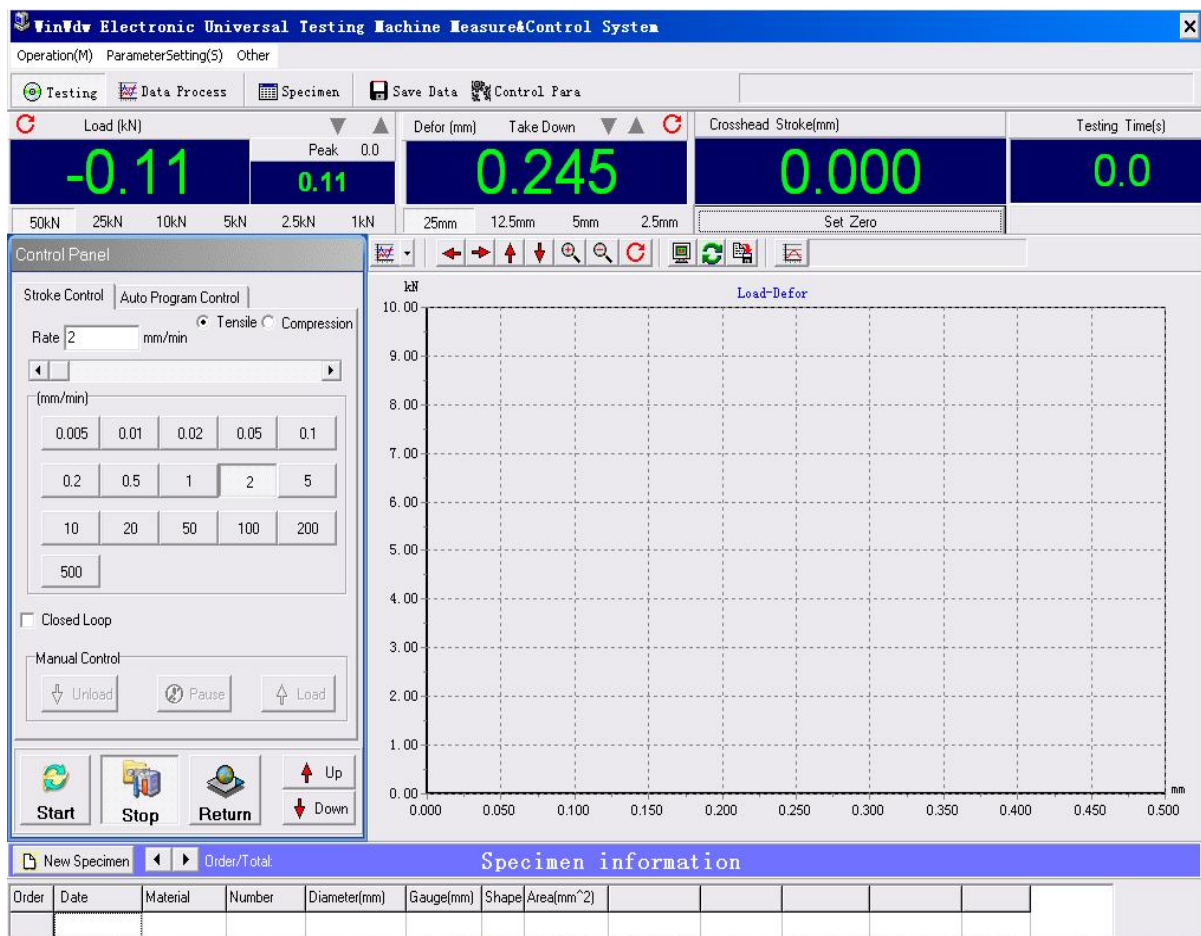 WinWdw Electronic Universal Testing Machine Measure&Control System
Operation(M) ParameterSetting(S) Other
Testing Data Process Specimen Save Data Control Para
Load (kN) Defor (mm) Take Down Crosshead Stroke(mm) Testing Time(s)
Peak 0.0
-0.11 0.11 0.245 0.000 0.0
50kN 25kN 10kN 5kN 2.5kN 1kN 25mm 12.5mm 5mm 2.5mm Set Zero
Control Panel
Stroke Control Auto Program Control
Rate 2 mm/min Tensile Compression
(mm/min)
0.005 0.01 0.02 0.05 0.1
0.2 0.5 1 2 5
10 20 50 100 200
500
Closed Loop
Manual Control
Unload Pause Load
Start Stop Return Up
Down
kN
Load-Defor
10.00
9.00
8.00
7.00
6.00
5.00
4.00
3.00
2.00
1.00
0.00
mm
0.000 0.050 0.100 0.150 0.200 0.250 0.300 0.350 0.400 0.450 0.500
New Specimen Order/Total: Specimen information
Order Date Material Number Diameter(mm) Gauge(mm) Shape Area(mm^2)